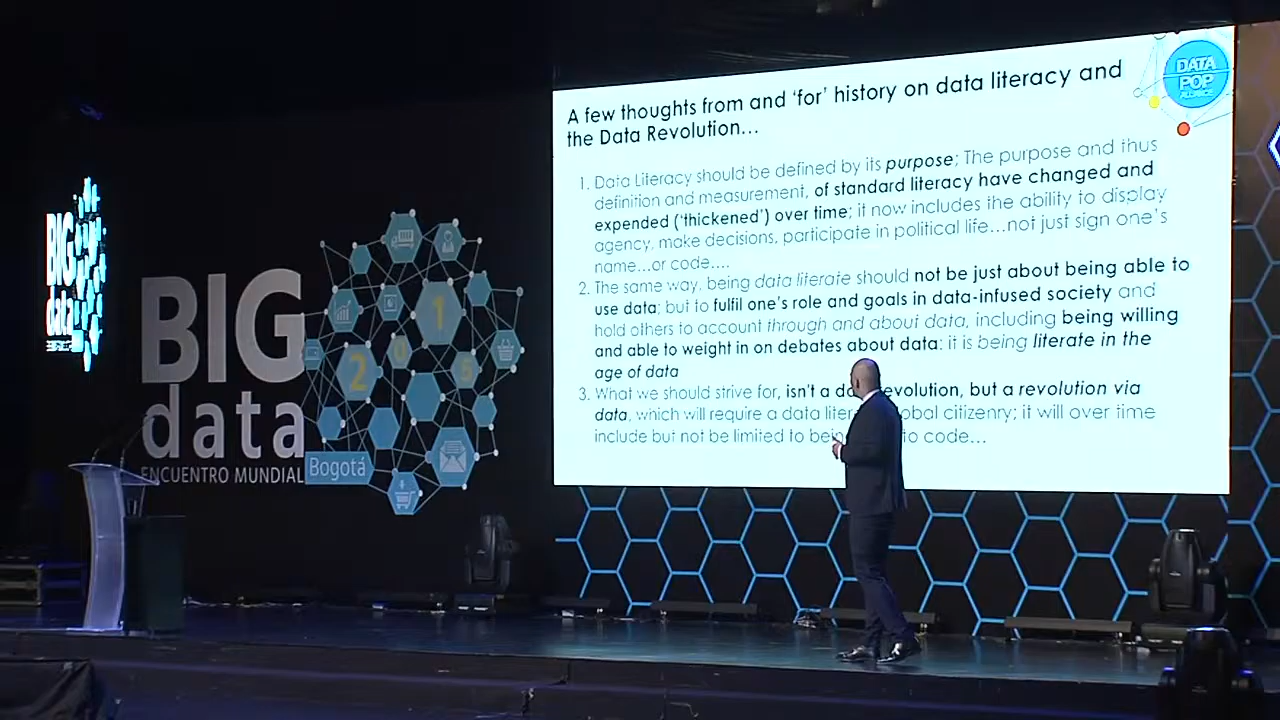 BIG
data
BIG
data
ENCUENTRO MUNDIAL
Bogotá
1
2
0
5
A few thoughts from and ‘for’ history on data literacy and
the Data Revolution…
DATA
POP
ALLIANCE
1. Data Literacy should be defined by its purpose; The purpose and thus
definition and measurement, of standard literacy have changed and
expended (‘thickened’) over time; it now includes the ability to display
agency, make decisions, participate in political life…not just sign one’s
name…or code….
2. The same way, being data literate should not be just about being able to
use data; but to fulfil one’s role and goals in data-infused society and
hold others to account through and about data, including being willing
and able to weight in on debates about data: it is being literate in the
age of data
3. What we should strive for, isn’t a revolution, but a revolution via
data, which will require a data citizenry; it will over time
include but not be limited to to code…